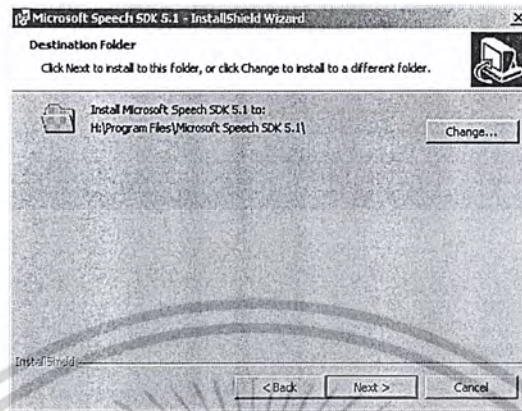 Microsoft Speech SDK 5.1 - InstallShield Wizard
Destination Folder
Click Next to install to this folder, or click Change to install to a different folder.
Install Microsoft Speech SDK 5.1 to:
H:\Program Files\Microsoft Speech SDK 5.1\
Change...
InstallShield
< Back
Next >
Cancel